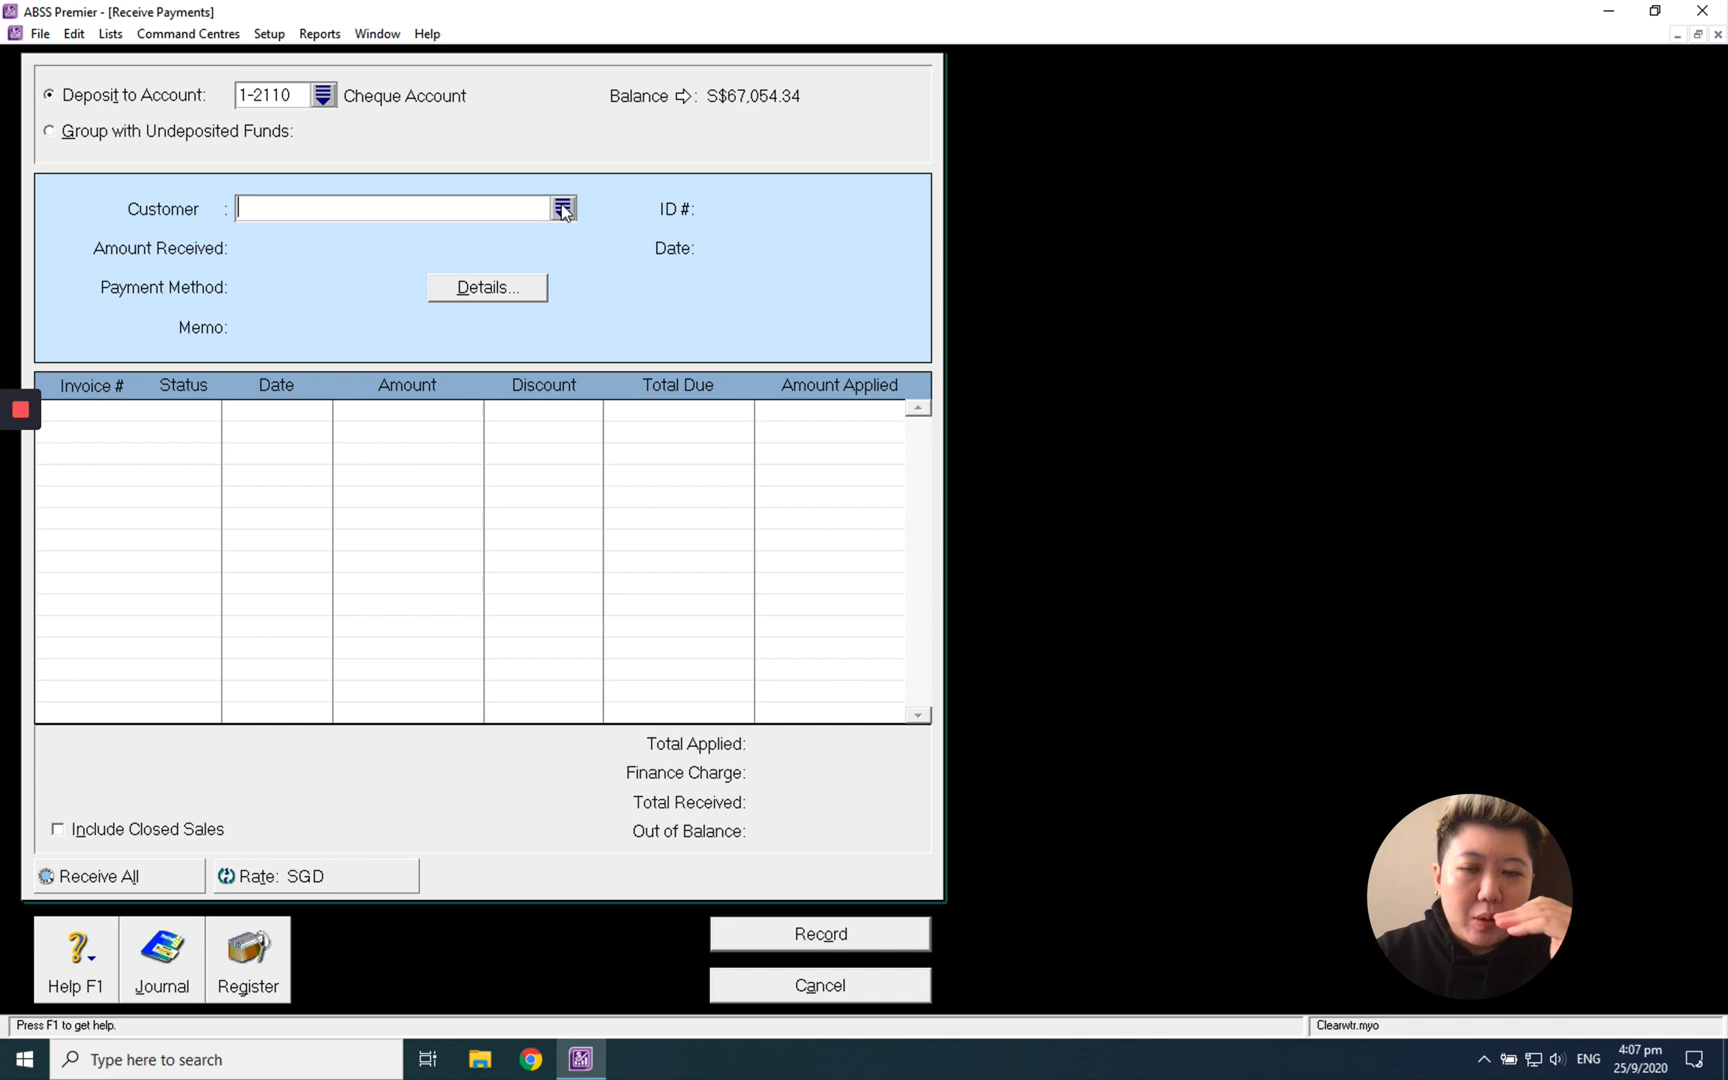 ABSS Premier - [Receive Payments]
File Edit Lists Command Centres Setup Reports Window Help
Deposit to Account: 1-2110 Cheque Account Balance : S$67,054.34
Group with Undeposited Funds:
Customer : ID #:
Amount Received: Date:
Payment Method: Details...
Memo:
Invoice # Status Date Amount Discount Total Due Amount Applied
Total Applied:
Finance Charge:
Total Received:
Include Closed Sales Out of Balance:
Receive All Rate: SGD
Record
Help F1 Journal Register Cancel
Press F1 to get help. Clearwtr.myo
Type here to search ENG 4:07 pm
25/9/2020